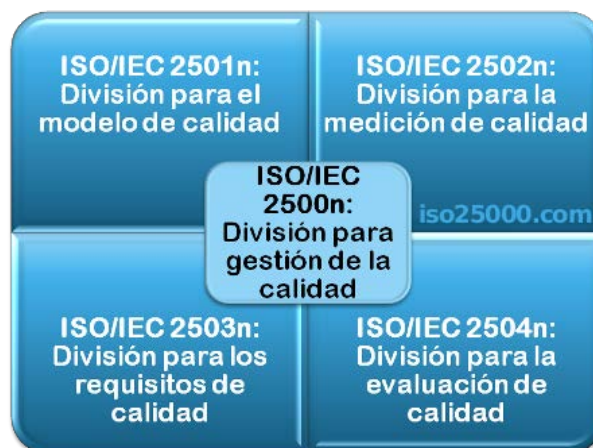 ISO/IEC 2501n:
División para el
modelo de calidad
ISO/IEC 2502n:
División para la
medición de calidad
ISO/IEC
2500n:
División para
gestión de la
calidad
iso25000.com
ISO/IEC 2503n:
División para los
requisitos de
calidad
ISO/IEC 2504n:
División para la
evaluación de
calidad